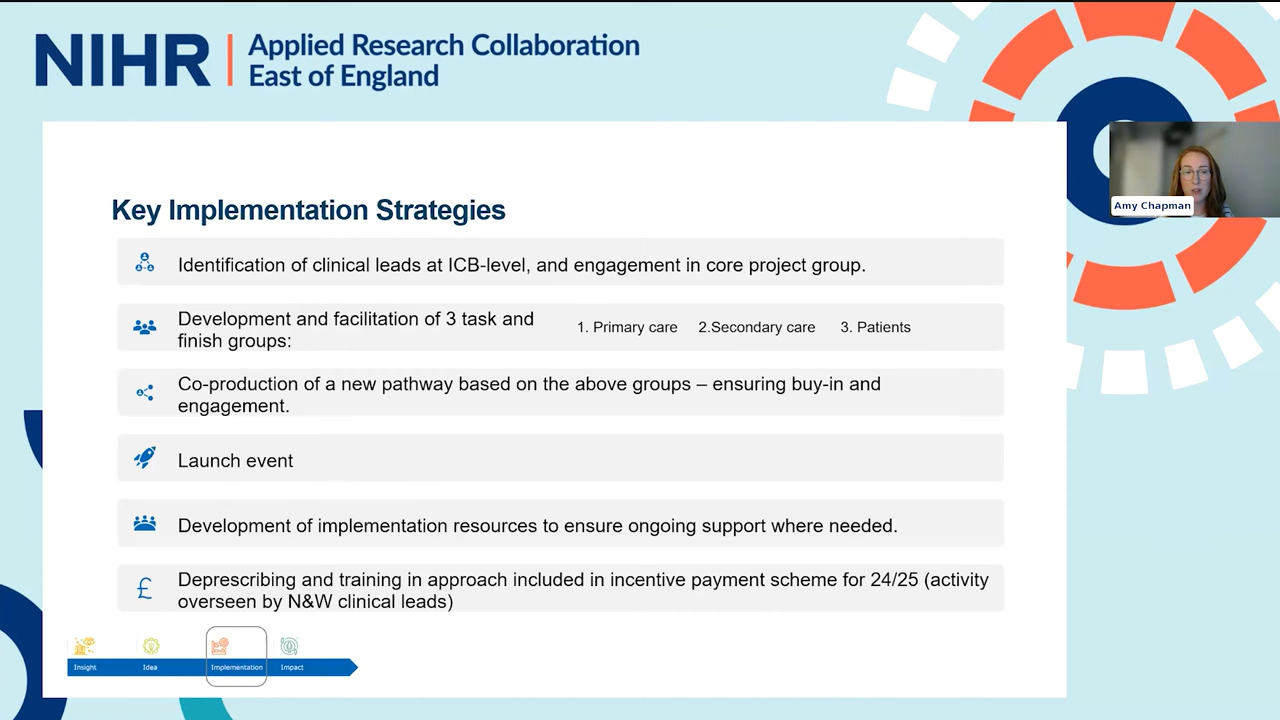 NIHR | Applied Research Collaboration
East of England
Amy Chapman
Key Implementation Strategies
Identification of clinical leads at ICB-level, and engagement in core project group.
Development and facilitation of 3 task and
finish groups:
1. Primary care 2.Secondary care 3. Patients
Co-production of a new pathway based on the above groups – ensuring buy-in and
engagement.
Launch event
Development of implementation resources to ensure ongoing support where needed.
£
Deprescribing and training in approach included in incentive payment scheme for 24/25 (activity
overseen by N&W clinical leads)
Insight Idea Implementation Impact